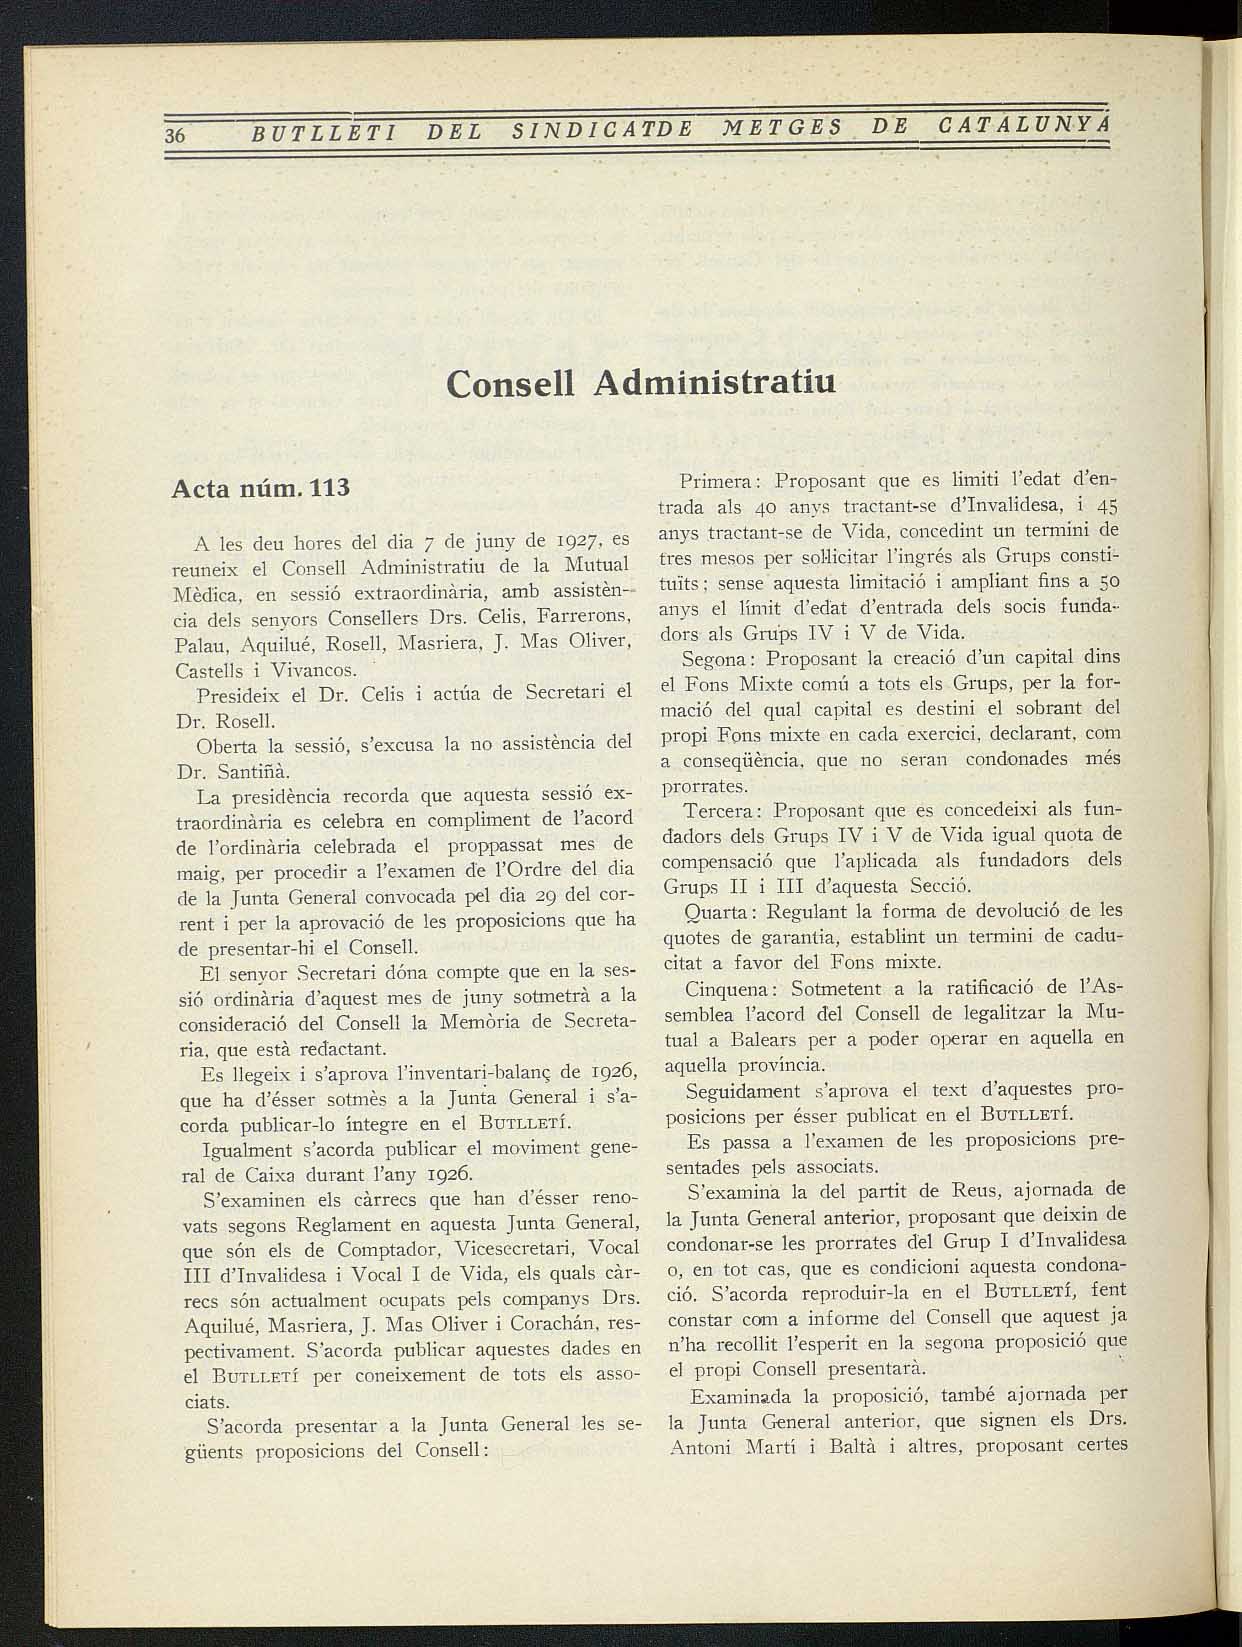 36 BUTLLETI DEL SINDICATDE METGES DE CATALUNYA
Consell Administratiu
Acta núm. 113
A les deu hores del dia 7 de juny de 1927, es
reuneix el Consell Administratiu de la Mutual
Mèdica, en sessió extraordinària, amb assistèn-
cia dels senyors Consellers Drs. Celis, Farrerons,
Palau, Aquilué, Rosell, Masriera, J. Mas Oliver,
Castells i Vivancos.
Presideix el Dr. Celis i actúa de Secretari el
Dr. Rosell.
Oberta la sessió, s'excusa la no assistència del
Dr. Santiñà.
La presidència recorda que aquesta sessió ex-
traordinària es celebra en compliment de l'acord
de l'ordinària celebrada el proppassat mes de
maig, per procedir a l'examen de l'Ordre del dia
de la Junta General convocada pel dia 29 del cor-
rent i per la aprovació de les proposicions que ha
de presentar-hi el Consell.
El senyor Secretari dóna compte que en la ses-
sió ordinària d'aquest mes de juny sotmetrà a la
consideració del Consell la Memòria de Secreta-
ria, que està redactant.
Es llegeix i s'aprova l'inventari-balanç de 1926,
que ha d'ésser sotmès a la Junta General i s'a-
corda publicar-lo íntegre en el BUTLLETÍ.
Igualment s'acorda publicar el moviment gene-
ral de Caixa durant l'any 1926.
S'examinen els càrrecs que han d'ésser reno-
vats segons Reglament en aquesta Junta General,
que són els de Comptador, Vicesecretari, Vocal
III d'Invalidesa i Vocal I de Vida, els quals càr-
recs són actualment ocupats pels companys Drs.
Aquilué, Masriera, J. Mas Oliver i Corachán, res-
pectivament. S'acorda publicar aquestes dades en
el BUTLLETÍ per coneixement de tots els asso-
ciats.
S'acorda presentar a la Junta General les se-
güents proposicions del Consell:
Primera: Proposant que es limiti l'edat d'en-
trada als 40 anys tractant-se d'Invalidesa, i 45
anys tractant-se de Vida, concedint un termini de
tres mesos per sol·licitar l'ingrés als Grups consti-
tuïts; sense aquesta limitació i ampliant fins a 50
anys el límit d'edat d'entrada dels socis funda-
dors als Grups IV i V de Vida.
Segona: Proposant la creació d'un capital dins
el Fons Mixte comú a tots els Grups, per la for-
mació del qual capital es destini el sobrant del
propi Fons mixte en cada exercici, declarant, com
a conseqüència, que no seran condonades més
prorrates.
Tercera: Proposant que es concedeixi als fun-
dadors dels Grups IV i V de Vida igual quota de
compensació que l'aplicada als fundadors dels
Grups II i III d'aquesta Secció.
Quarta: Regulant la forma de devolució de les
quotes de garantia, establint un termini de cadu-
citat a favor del Fons mixte.
Cinquena: Sotmetent a la ratificació de l'As-
semblea l'acord del Consell de legalitzar la Mu-
tual a Balears per a poder operar en aquella en
aquella província.
Seguidament s'aprova el text d'aquestes pro-
posicions per ésser publicat en el BUTLLETÍ.
Es passa a l'examen de les proposicions pre-
sentades pels associats.
S'examina la del partit de Reus, ajornada de
la Junta General anterior, proposant que deixin de
condonar-se les prorrates del Grup I d'Invalidesa
o, en tot cas, que es condicioni aquesta condona-
ció. S'acorda reproduir-la en el BUTLLETÍ, fent
constar com a informe del Consell que aquest ja
n'ha recollit l'esperit en la segona proposició que
el propi Consell presentarà.
Examinada la proposició, també ajornada per
la Junta General anterior, que signen els Drs.
Antoni Martí i Baltà i altres, proposant certes